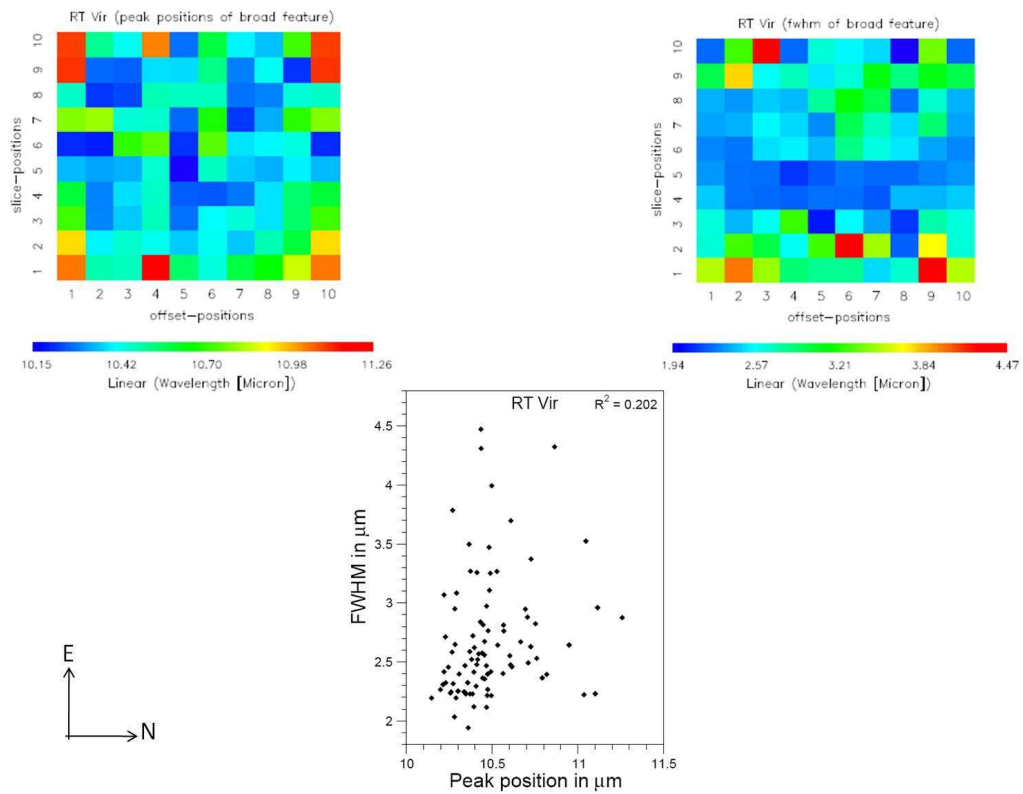 RT Vir (peak positions of broad feature)
slice-positions
10
9
8
7
6
5
4
3
2
1
1 2 3 4 5 6 7 8 9 10
offset-positions
10.15 10.42 10.70 10.98 11.26
Linear (Wavelength [Micron])
RT Vir (fwhm of broad feature)
slice-positions
10
9
8
7
6
5
4
3
2
1
1 2 3 4 5 6 7 8 9 10
offset-positions
1.94 2.57 3.21 3.84 4.47
Linear (Wavelength [Micron])
RT Vir R² = 0.202
FWHM in μm
4.5
4
3.5
3
2.5
2
10 10.5 11 11.5
Peak position in μm
E
N